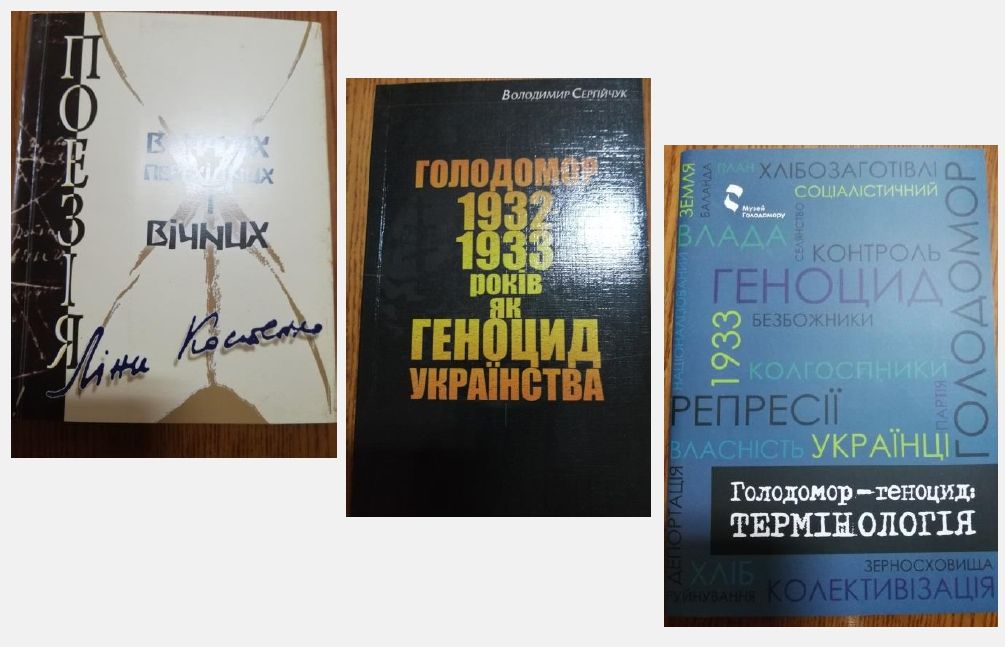 ПОЕЗІЯ
ВІЧНИХ
Ліни Костенко
Володимир Сергійчук
ГОЛОДОМОР
1932
1933
років
як
ГЕНОЦИД
УКРАЇНСТВА
ЗЕМЛЯ
БАЛАНДА
ПЛАН
ХЛІБОЗАГОТІВЛІ
СОЦІАЛІСТИЧНИЙ
Музей
Голодомору
СЕЛЯНСТВО
ВЛАДА
КОНТРОЛЬ
ГОЛОДОМОР
ГЕНОЦИД
1933
БЕЗБОЖНИКИ
КОЛГОСПНИКИ
ПАРТІЯ
РЕПРЕСІЇ
ВЛАСНІСТЬ
УКРАЇНЦІ
Голодомор – геноцид:
ТЕРМІНОЛОГІЯ
ДЕПОРТАЦІЯ
ЗЕРНОСХОВИЩА
ХЛІБ
КОЛЕКТИВІЗАЦІЯ